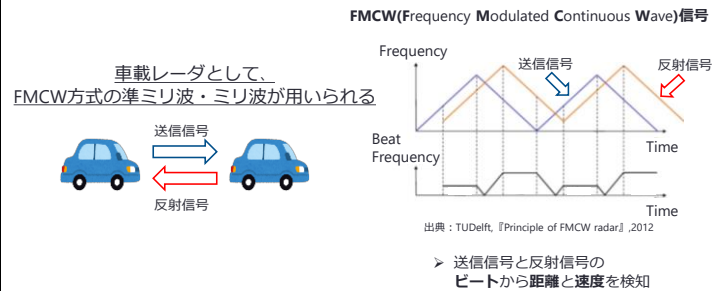 FMCW(Frequency Modulated Continuous Wave)信号
車載レーダとして、
FMCW方式の準ミリ波・ミリ波が用いられる
送信信号
反射信号
Frequency
送信信号
反射信号
Time
Beat
Frequency
Time
出典：TUDelft,『Principle of FMCW radar』,2012
➢ 送信信号と反射信号の
ビートから距離と速度を検知